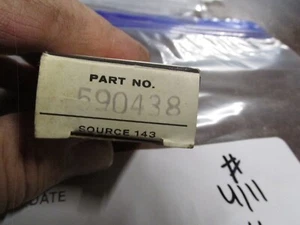 PART NO.
590438
SOURCE 143
#
4/11
DATE